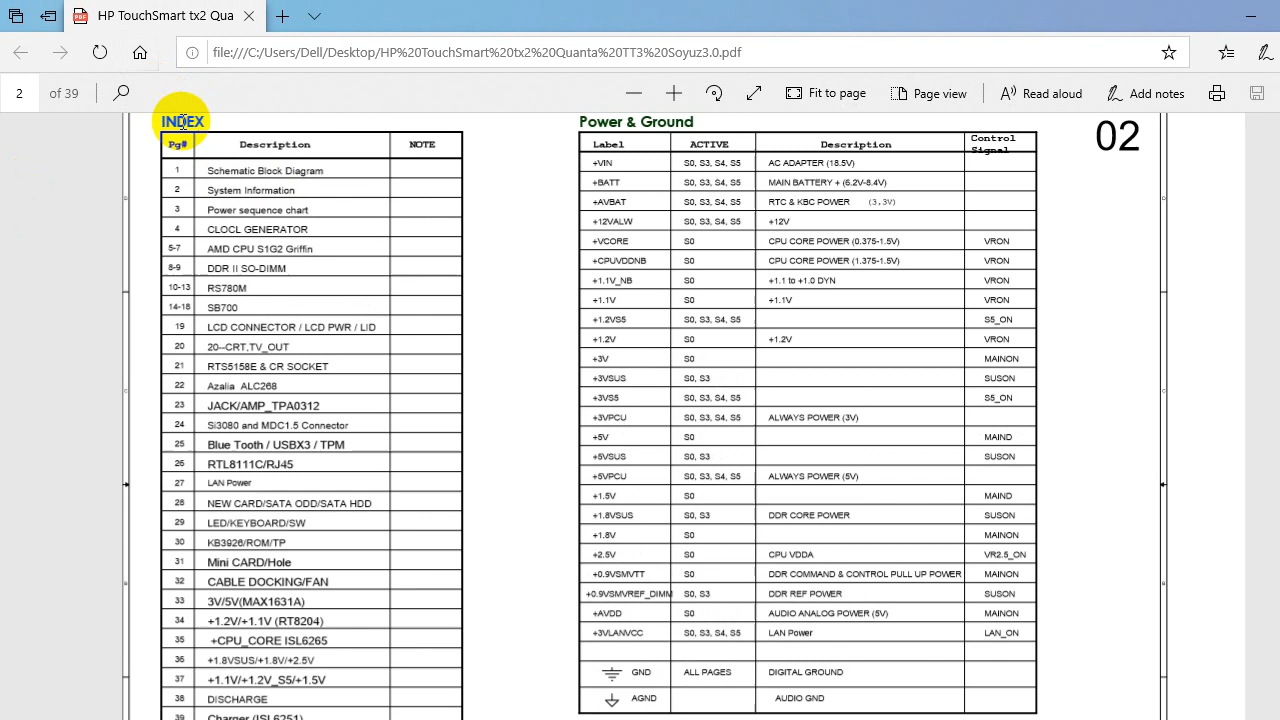 HP TouchSmart tx2 Qu
file:///C:/Users/Dell/Desktop/HP%20TouchSmart%20tx2%20Quanta%20TT3%20Soyuz3.0.pdf
2 of 39 Fit to page Page view Read aloud Add notes
INDEX
Pg# Description NOTE
1 Schematic Block Diagram
2 System Information
3 Power sequence chart
4 CLOCL GENERATOR
5-7 AMD CPU S1G2 Griffin
8-9 DDR II SO-DIMM
10-13 RS780M
14-18 SB700
19 LCD CONNECTOR / LCD PWR / LID
20 20--CRT,TV_OUT
21 RTS5158E & CR SOCKET
22 Azalia ALC268
23 JACK/AMP_TPA0312
24 Si3080 and MDC1.5 Connector
25 Blue Tooth / USBX3 / TPM
26 RTL8111C/RJ45
27 LAN Power
28 NEW CARD/SATA ODD/SATA HDD
29 LED/KEYBOARD/SW
30 KB3926/ROM/TP
31 Mini CARD/Hole
32 CABLE DOCKING/FAN
33 3V/5V(MAX1631A)
34 +1.2V/+1.1V (RT8204)
35 +CPU_CORE ISL6265
36 +1.8VSUS/+1.8V/+2.5V
37 +1.1V/+1.2V_S5/+1.5V
38 DISCHARGE
39 Charger (ISL6251)
Power & Ground
02
Label ACTIVE Description Control Signal
+VIN S0, S3, S4, S5 AC ADAPTER (18.5V)
+BATT S0, S3, S4, S5 MAIN BATTERY + (6.2V-8.4V)
+AVBAT S0, S3, S4, S5 RTC & KBC POWER (3.3V)
+12VALW S0, S3, S4, S5 +12V
+VCORE S0 CPU CORE POWER (0.375-1.5V) VRON
+CPUVDDNB S0 CPU CORE POWER (1.375-1.5V) VRON
+1.1V_NB S0 +1.1 to +1.0 DYN VRON
+1.1V S0 +1.1V VRON
+1.2VS5 S0, S3, S4, S5 S5_ON
+1.2V S0 +1.2V VRON
+3V S0 MAINON
+3VSUS S0, S3 SUSON
+3VS5 S0, S3, S4, S5 S5_ON
+3VPCU S0, S3, S4, S5 ALWAYS POWER (3V)
+5V S0 MAIND
+5VSUS S0, S3 SUSON
+5VPCU S0, S3, S4, S5 ALWAYS POWER (5V)
+1.5V S0 MAIND
+1.8VSUS S0, S3 DDR CORE POWER SUSON
+1.8V S0 MAINON
+2.5V S0 CPU VDDA VR2.5_ON
+0.9VSMVTT S0 DDR COMMAND & CONTROL PULL UP POWER MAINON
+0.9VSMVREF_DIMM S0, S3 DDR REF POWER SUSON
+AVDD S0 AUDIO ANALOG POWER (5V) MAINON
+3VLANVCC S0, S3, S4, S5 LAN Power LAN_ON
GND ALL PAGES DIGITAL GROUND
AGND AUDIO GND